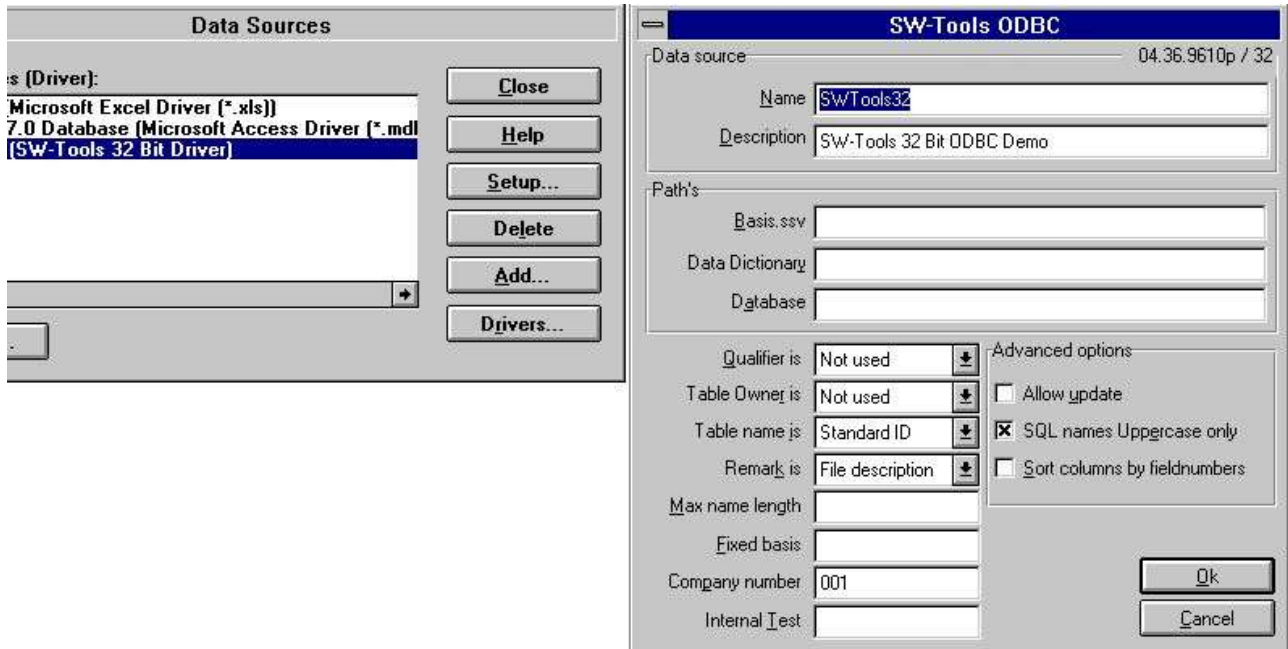 Data Sources
s (Driver):
Microsoft Excel Driver (*.xls))
7.0 Database (Microsoft Access Driver (*.md
(SW-Tools 32 Bit Driver)
Close
Help
Setup...
Delete
Add...
Drivers...
.
SW-Tools ODBC
Data source 04.36.9610p / 32
Name SWTools32
Description SW-Tools 32 Bit ODBC Demo
Path's
Basis.ssv
Data Dictionary
Database
Qualifier is Not used
Table Owner is Not used
Table name is Standard ID
Remark is File description
Max name length
Fixed basis
Company number 001
Internal Test
Advanced options
Allow update
SQL names Uppercase only
Sort columns by fieldnumbers
Ok
Cancel